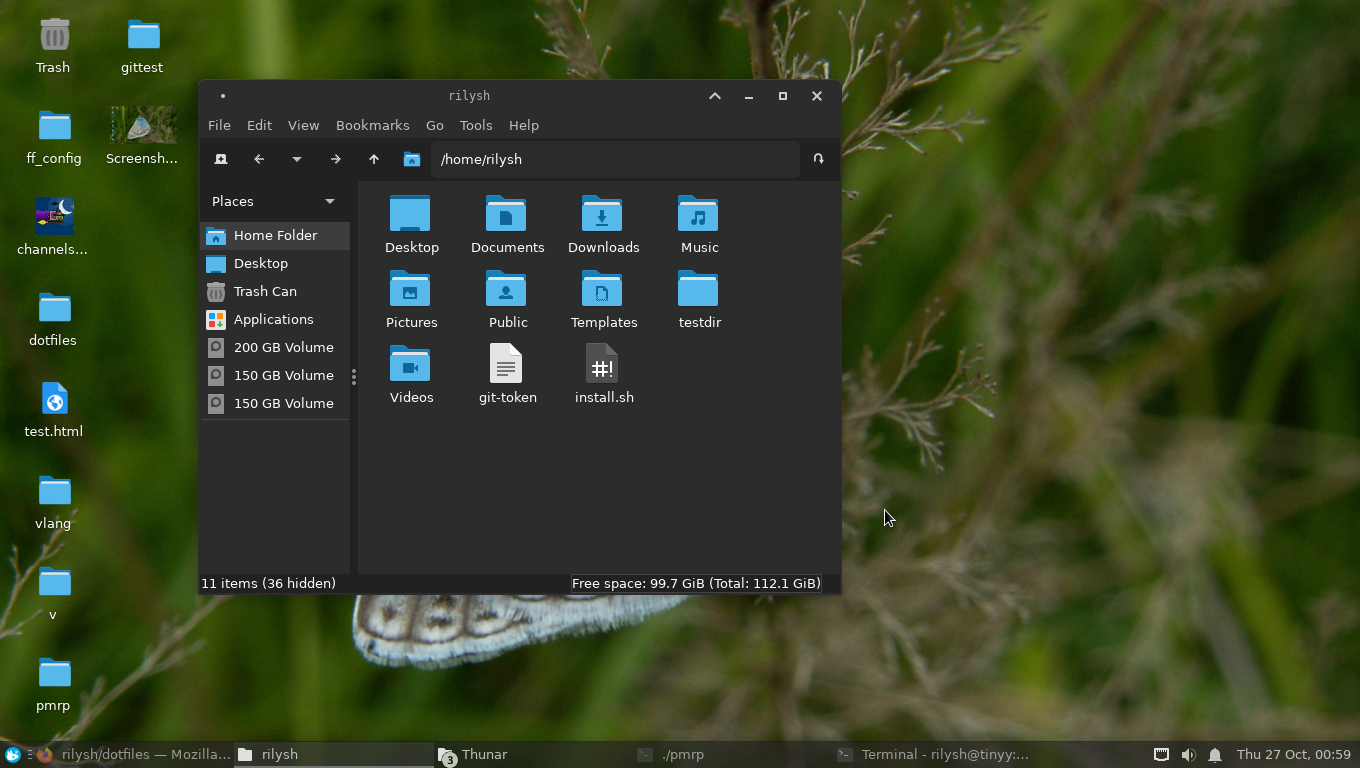 Trash
gittest
ff_config
Screensh...
channels...
dotfiles
test.html
vlang
v
pmrp
rilysh
File Edit View Bookmarks Go Tools Help
/home/rilysh
Places
Home Folder
Desktop
Trash Can
Applications
200 GB Volume
150 GB Volume
150 GB Volume
Desktop Documents Downloads Music
Pictures Public Templates testdir
#!
Videos git-token install.sh
11 items (36 hidden) Free space: 99.7 GiB (Total: 112.1 GiB)
rilysh/dotfiles — Mozilla... rilysh 3 Thunar ./pmrp Terminal - rilysh@tinyy:... Thu 27 Oct, 00:59